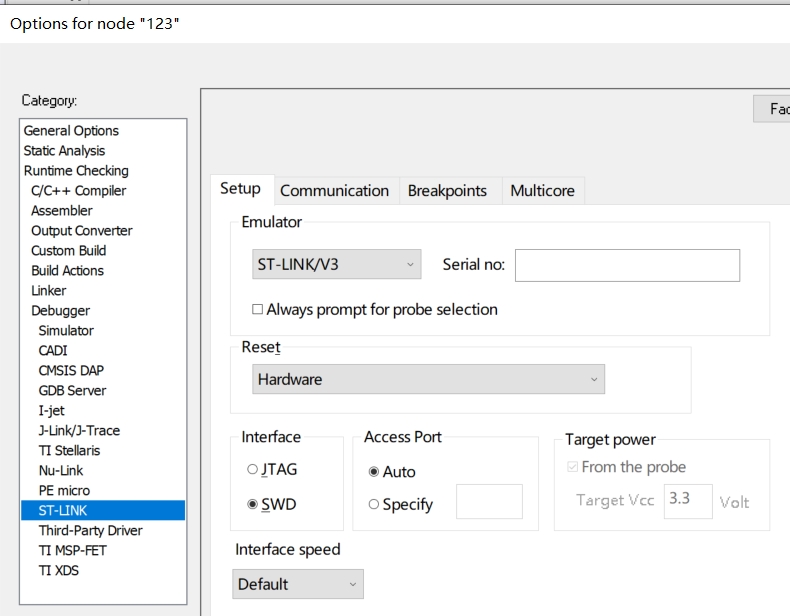 Options for node "123"
Category:
General Options
Static Analysis
Runtime Checking
C/C++ Compiler
Assembler
Output Converter
Custom Build
Build Actions
Linker
Debugger
Simulator
CADI
CMSIS DAP
GDB Server
I-jet
J-Link/J-Trace
TI Stellaris
Nu-Link
PE micro
ST-LINK
Third-Party Driver
TI MSP-FET
TI XDS
Setup Communication Breakpoints Multicore
Emulator
ST-LINK/V3 Serial no:
Always prompt for probe selection
Reset
Hardware
Interface
JTAG
SWD
Access Port
Auto
Specify
Target power
From the probe
Target Vcc 3.3 Volt
Interface speed
Default